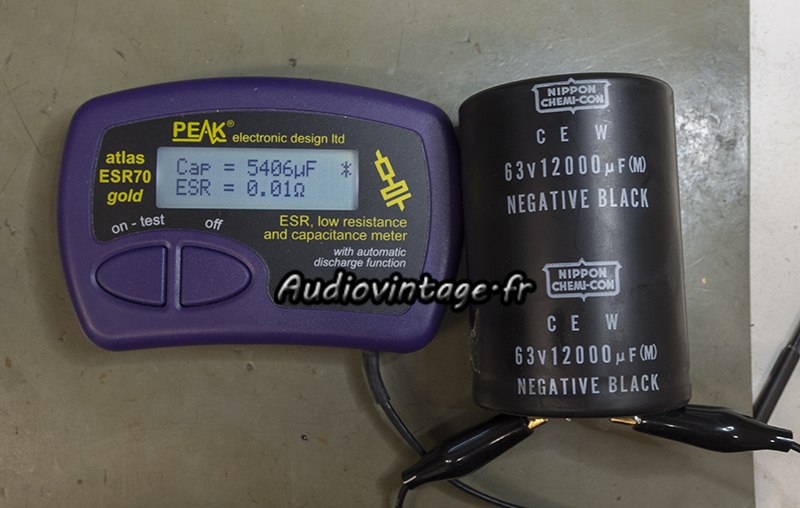 PEAK® electronic design ltd
atlas
ESR70
gold
Cap = 5406µF
ESR = 0.01Ω
on - test off
ESR, low resistance
and capacitance meter
with automatic
discharge function
Audiovintage.fr
NIPPON
CHEMI-CON
C E W
63V12000µF(M)
NEGATIVE BLACK
NIPPON
CHEMI-CON
C E W
63V12000µF(M)
NEGATIVE BLACK